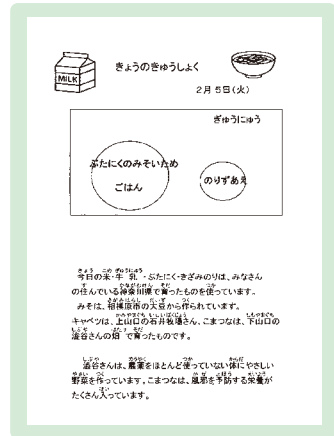 MILK
きょうのきゅうしょく
2月5日(火)
ぎゅうにゅう
ぶたにくのみそいため
ごはん
のりずあえ
今日の米・牛乳・ぶたにく・きざみのりは、みなさん
の住んでいる神奈川県で育ったものを使っています。
みそは、相模原市の大豆から作られています。
キャベツは、上山口の石井牧場さん、こまつなは、下山口の
澁谷さんの畑で育ったものです。
澁谷さんは、農薬をほとんど使っていない体にやさしい
野菜を作っています。こまつなは、風邪を予防する栄養が
たくさん入っています。